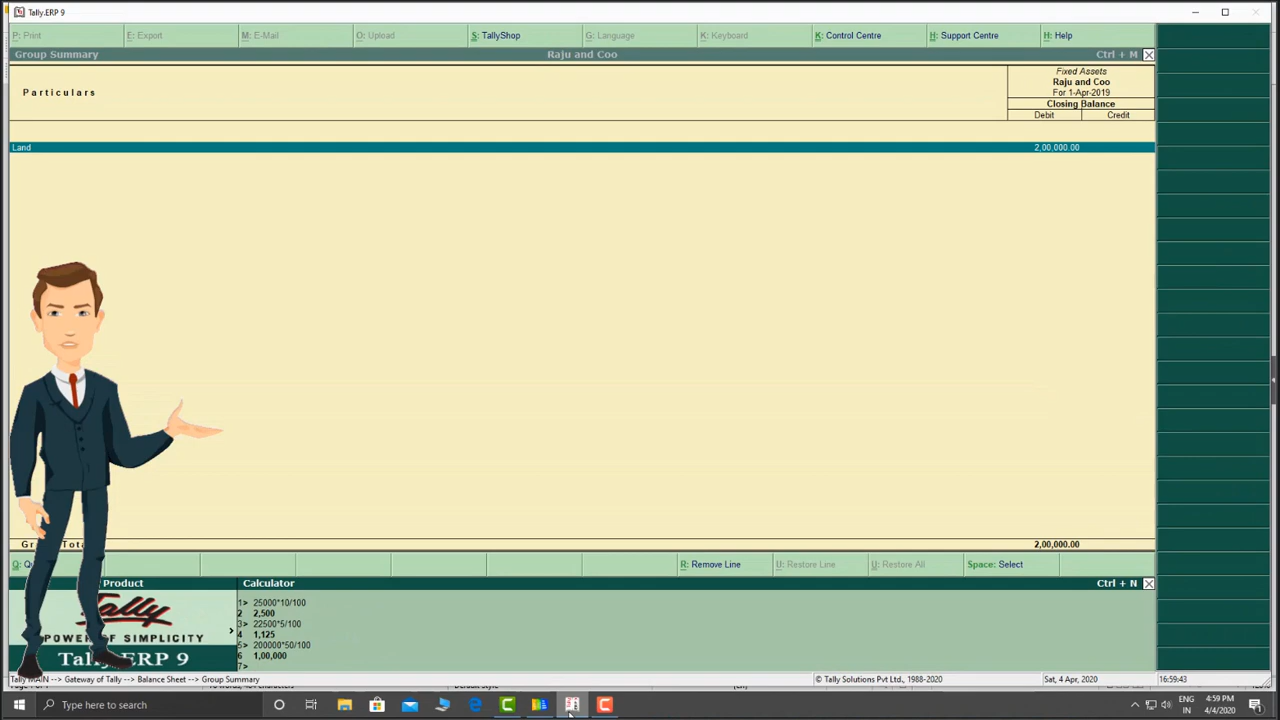 Tally.ERP 9
P: Print E: Export M: E-Mail O: Upload S: TallyShop G: Language K: Keyboard K: Control Centre H: Support Centre H: Help
Group Summary Raju and Coo Ctrl + M
Particulars
Fixed Assets
Raju and Coo
For 1-Apr-2019
Closing Balance
Debit Credit
Land 2,00,000.00
2,00,000.00
R: Remove Line U: Restore Line U: Restore All Space: Select
Product Calculator Ctrl + N
1> 25000*10/100
2 2,500
3> 22500*5/100
4 1,125
5> 200000*50/100
6 1,00,000
7>
Tally
POWER OF SIMPLICITY
Tally.ERP 9
Tally MAIN --> Gateway of Tally --> Balance Sheet --> Group Summary © Tally Solutions Pvt Ltd., 1988-2020 Sat, 4 Apr, 2020 16:59:43
Type here to search
ENG
IN
4:59 PM
4/4/2020